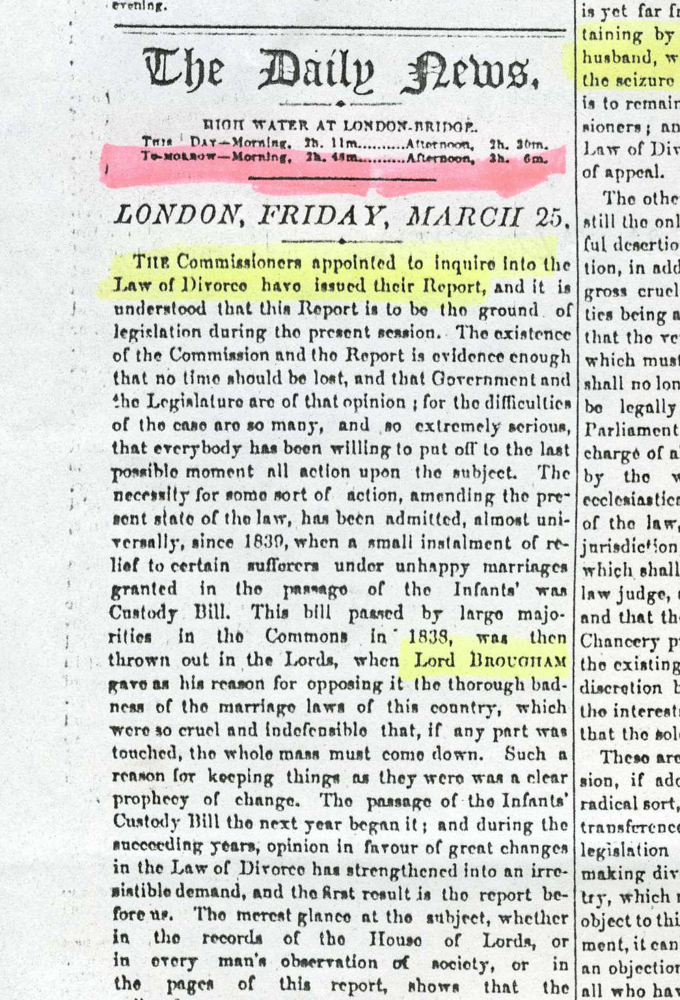 evening.
The Daily News.
HIGH WATER AT LONDON-BRIDGE.
THIS DAY—Morning, 2h. 11m..........Afternoon, 2h. 30m.
TO-MORROW—Morning, 2h. 48m..........Afternoon, 3h. 6m.
LONDON, FRIDAY, MARCH 25.
THE Commissioners appointed to inquire into the
Law of Divorce have issued their Report, and it is
understood that this Report is to be the ground of
legislation during the present session. The existence
of the Commission and the Report is evidence enough
that no time should be lost, and that Government and
the Legislature are of that opinion ; for the difficulties
of the case are so many, and so extremely serious,
that everybody has been willing to put off to the last
possible moment all action upon the subject. The
necessity for some sort of action, amending the pre-
sent state of the law, has been admitted, almost uni-
versally, since 1839, when a small instalment of re-
lief to certain sufferers under unhappy marriages
granted in the passage of the Infants' was
Custody Bill. This bill passed by large majo-
rities in the Commons in 1838, was then
thrown out in the Lords, when Lord BROUGHAM
gave as his reason for opposing it the thorough bad-
ness of the marriage laws of this country, which
were so cruel and indefensible that, if any part was
touched, the whole mass must come down. Such a
reason for keeping things as they were was a clear
prophecy of change. The passage of the Infants'
Custody Bill the next year began it ; and during the
succeeding years, opinion in favour of great changes
in the Law of Divorce has strengthened into an irre-
sistible demand, and the first result is the report be-
fore us. The merest glance at the subject, whether
in the records of the House of Lords, or
in every man's observation of society, or in
the pages of this report, shows that the
is yet far fr
taining by
husband, w
the seizure
is to remain
sioners ; an
Law of Div
of appeal.
The othe
still the onl
ful desertio
tion, in add
gross cruel
ties being a
that the re
which must
shall no lon
be legally
Parliament
charge of a
by the w
ecclesiastica
of the law,
jurisdiction
which shall
law judge,
and that th
Chancery p
the existing
discretion b
the interest
that the sol
These are
sion, if ado
radical sort,
transference
legislation
making div
try, which
object to thi
ment, it can
an objection
all who hav